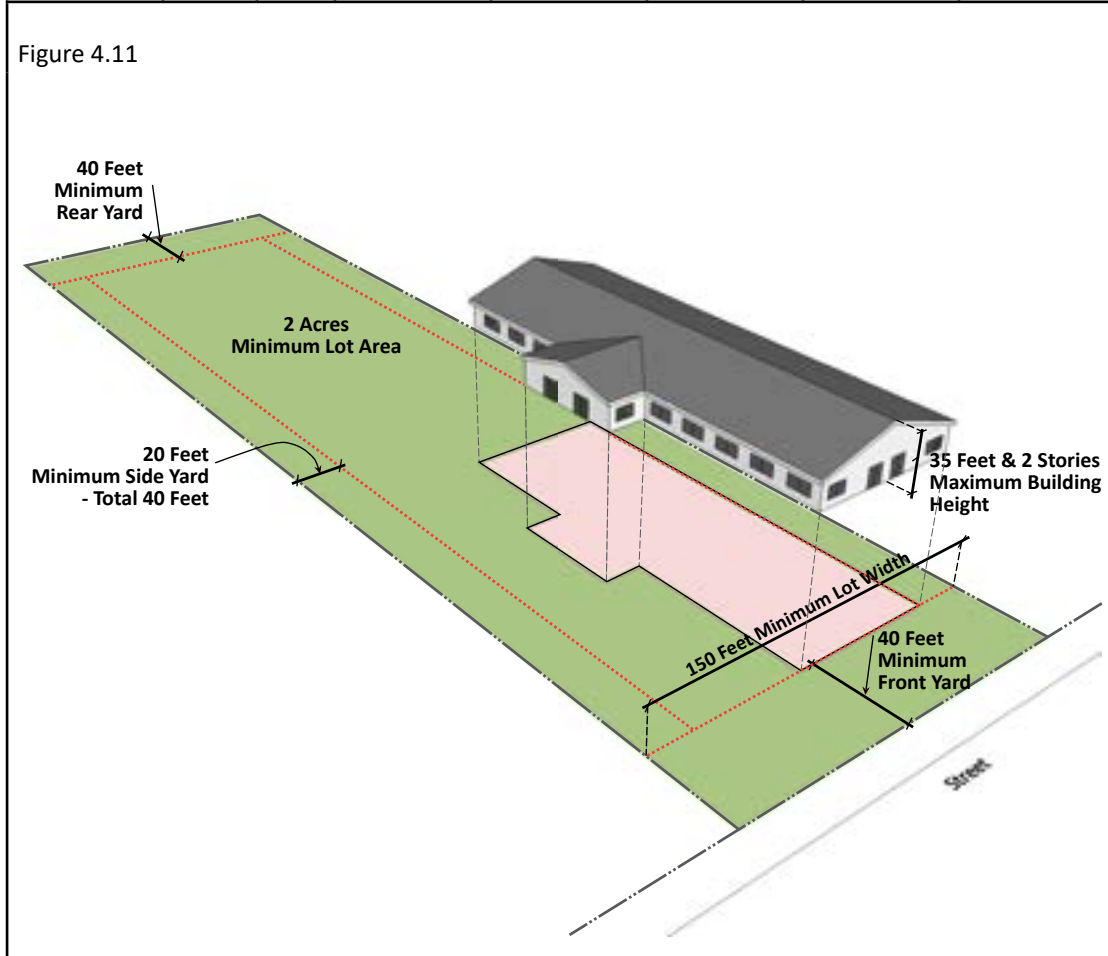 Figure 4.11
40 Feet
Minimum
Rear Yard
2 Acres
Minimum Lot Area
20 Feet
Minimum Side Yard
- Total 40 Feet
35 Feet & 2 Stories
Maximum Building
Height
150 Feet Minimum Lot Width
40 Feet
Minimum
Front Yard
Street